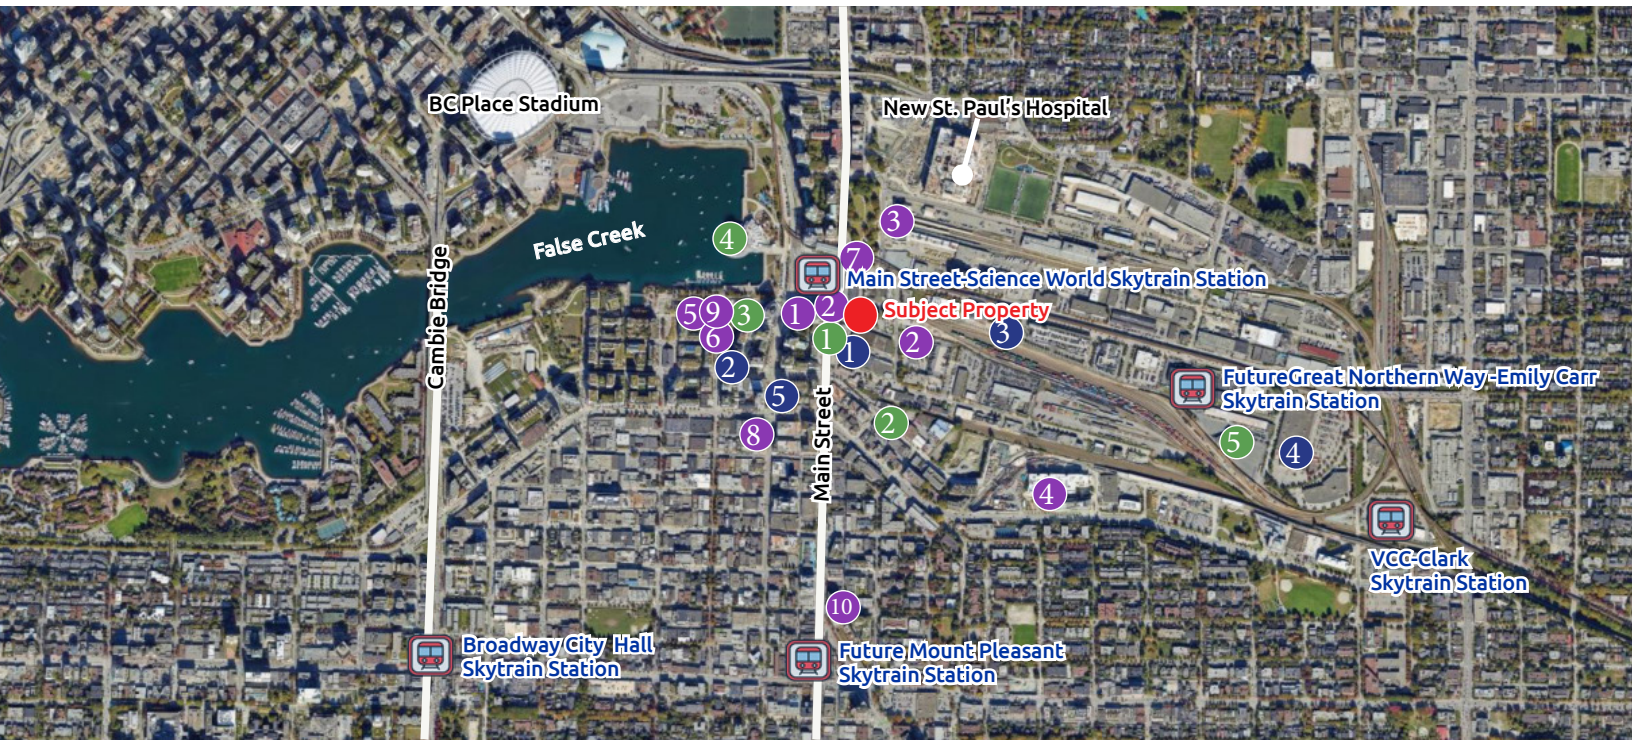 BC Place Stadium
New St. Paul's Hospital
3
False Creek
4
7
Main Street-Science World Skytrain Station
Cambie Bridge
5
9
3
1
2
Subject Property
6
1
1
2
3
2
5
Main Street
FutureGreat Northern Way -Emily Carr
Skytrain Station
8
2
5
4
4
VCC-Clark
Skytrain Station
10
Broadway City Hall
Skytrain Station
Future Mount Pleasant
Skytrain Station